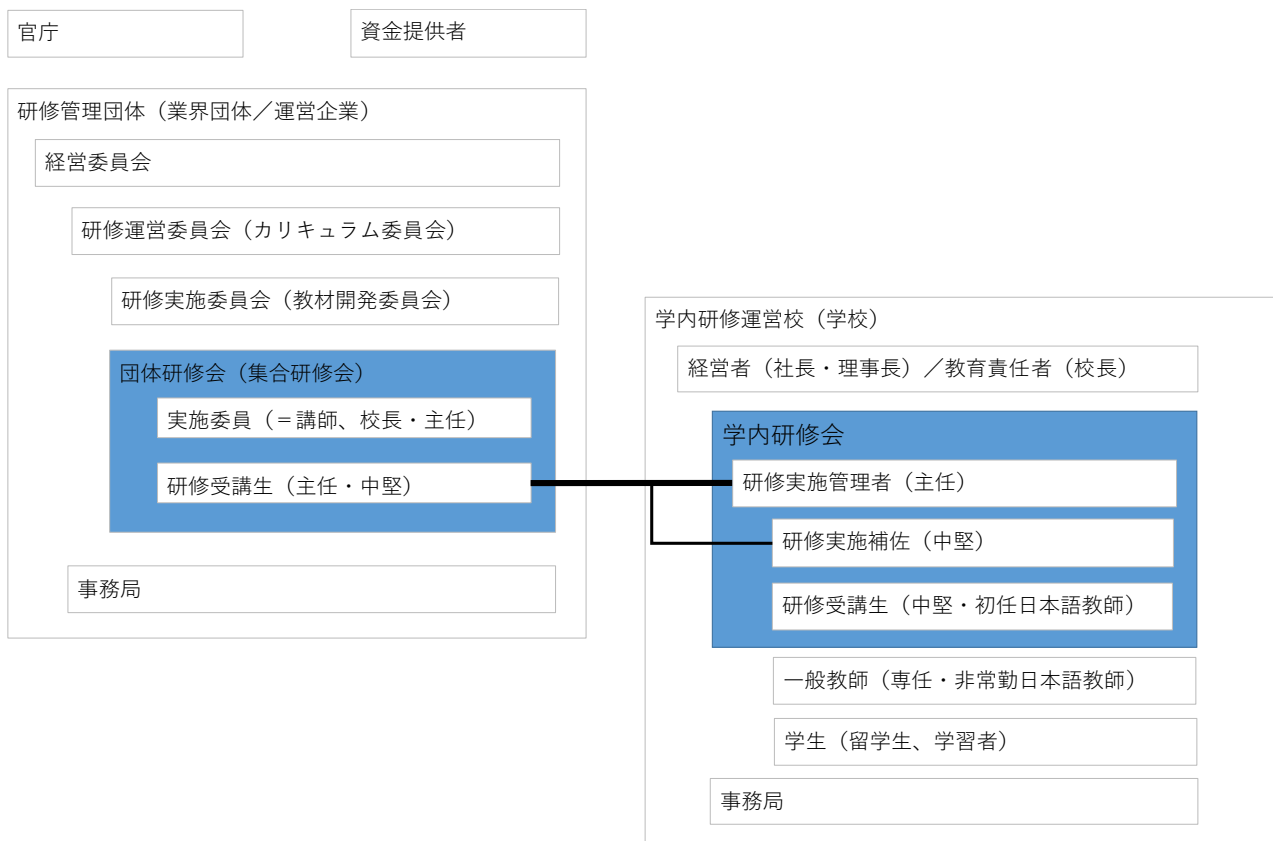 官庁
資金提供者
研修管理団体（業界団体／運営企業）
経営委員会
研修運営委員会（カリキュラム委員会）
研修実施委員会（教材開発委員会）
団体研修会（集合研修会）
実施委員（＝講師、校長・主任）
研修受講生（主任・中堅）
事務局
学内研修運営校（学校）
経営者（社長・理事長）／教育責任者（校長）
学内研修会
研修実施管理者（主任）
研修実施補佐（中堅）
研修受講生（中堅・初任日本語教師）
一般教師（専任・非常勤日本語教師）
学生（留学生、学習者）
事務局